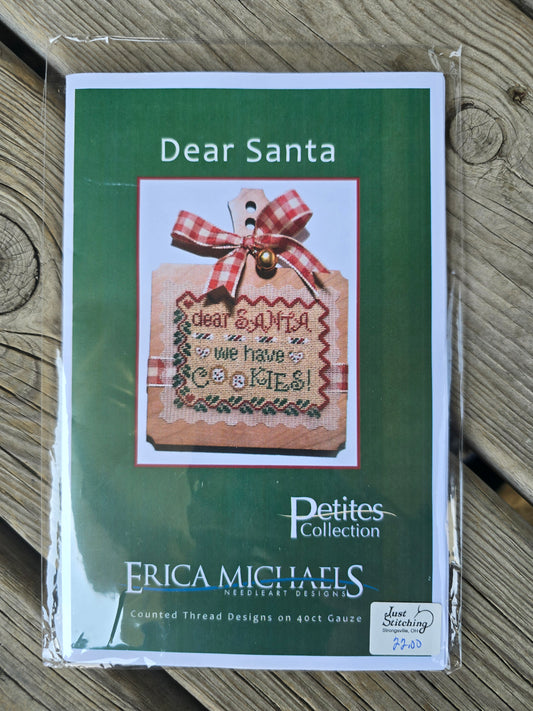 Dear Santa
dear SANTA
we have
COOKIES!
Petites
Collection
ERICA MICHAELS
NEEDLEART DESIGNS
Counted Thread Designs on 40ct Gauze
Just
Stitching
Strongsville, OH
22.00